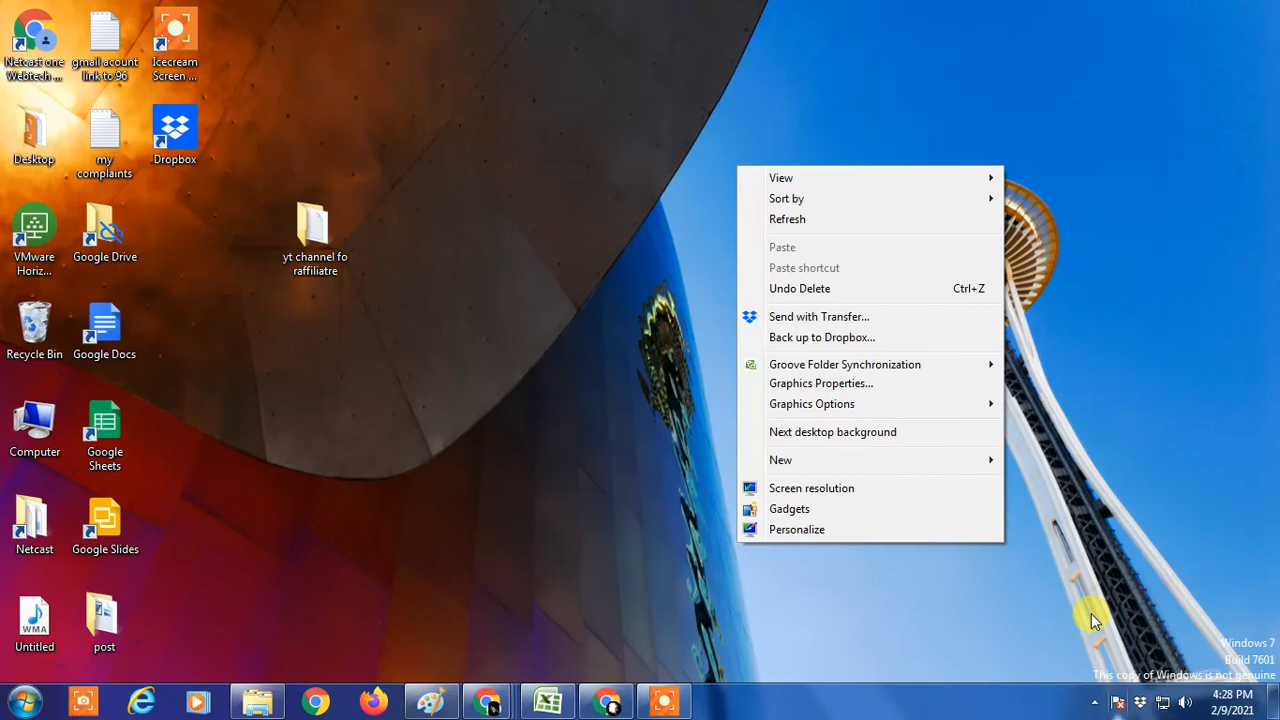 Netcast one
Webtech ...
gmail acount
link to 96
Icecream
Screen ...
Desktop
my
complaints
Dropbox
VMware
Horiz...
Google Drive
yt channel fo
raffiliatre
Recycle Bin
Google Docs
Computer
Google
Sheets
Netcast
Google Slides
Untitled
WMA
post
View
Sort by
Refresh
Paste
Paste shortcut
Undo Delete Ctrl+Z
Send with Transfer...
Back up to Dropbox...
Groove Folder Synchronization
Graphics Properties...
Graphics Options
Next desktop background
New
Screen resolution
Gadgets
Personalize
Windows 7
Build 7601
This copy of Windows is not genuine
4:28 PM
2/9/2021